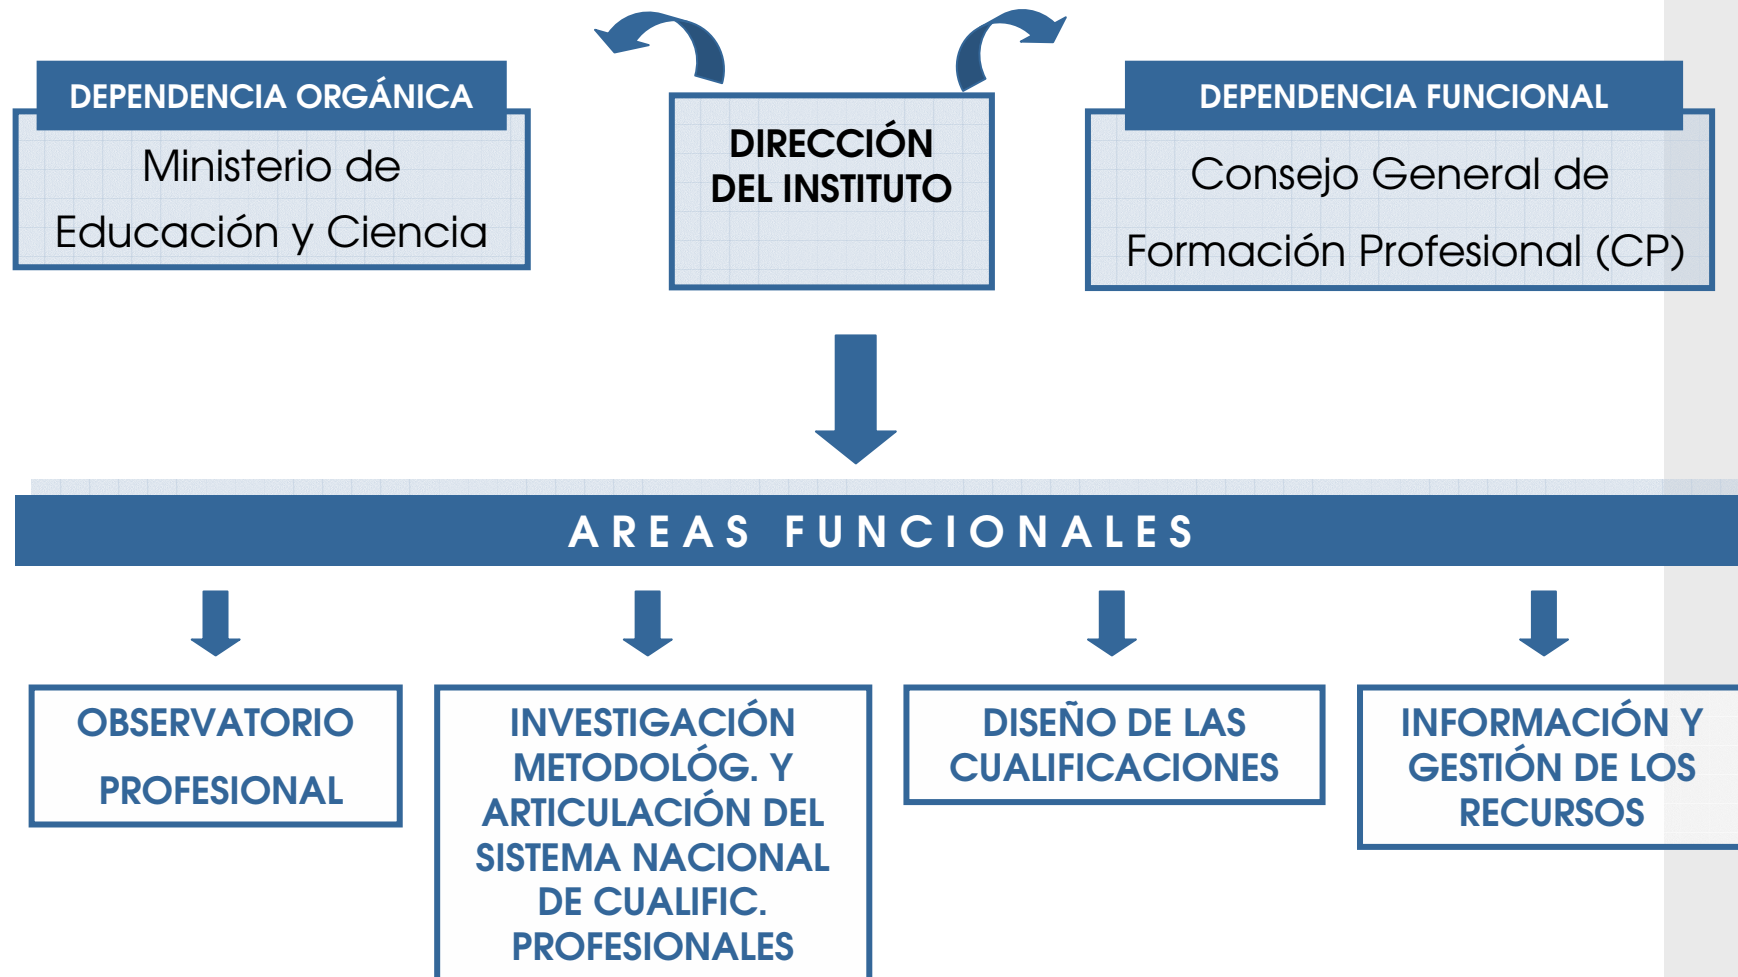 DEPENDENCIA ORGÁNICA
Ministerio de
Educación y Ciencia
DIRECCIÓN
DEL INSTITUTO
DEPENDENCIA FUNCIONAL
Consejo General de
Formación Profesional (CP)
AREAS FUNCIONALES
OBSERVATORIO
PROFESIONAL
INVESTIGACIÓN
METODOLÓG. Y
ARTICULACIÓN DEL
SISTEMA NACIONAL
DE CUALIFIC.
PROFESIONALES
DISEÑO DE LAS
CUALIFICACIONES
INFORMACIÓN Y
GESTIÓN DE LOS
RECURSOS